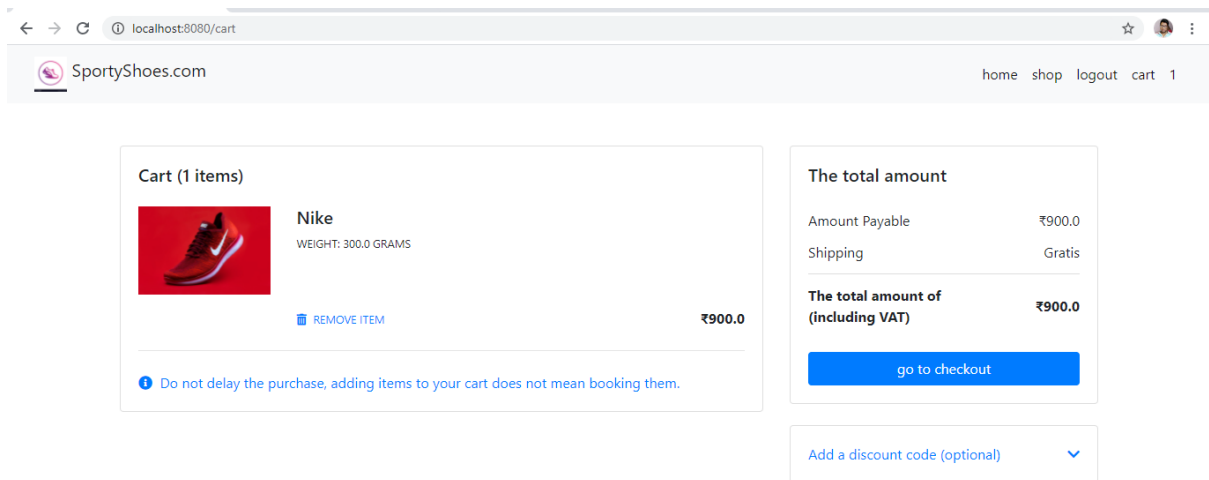 localhost:8080/cart
SportyShoes.com
home shop logout cart 1
Cart (1 items)
Nike
WEIGHT: 300.0 GRAMS
REMOVE ITEM ₹900.0
Do not delay the purchase, adding items to your cart does not mean booking them.
The total amount
Amount Payable ₹900.0
Shipping Gratis
The total amount of
(including VAT) ₹900.0
go to checkout
Add a discount code (optional)